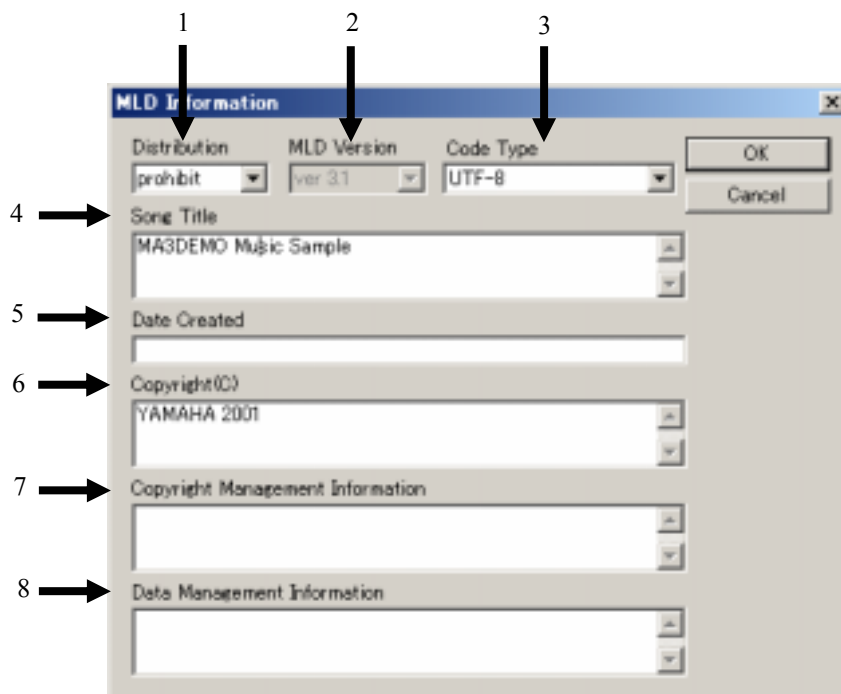 1 2 3
MLD Information
Distribution MLD Version Code Type
prohibit ver 3.1 UTF-8 OK
Cancel
4 Song Title
MA3DEMO Music Sample
5 Date Created
6 Copyright(C)
YAMAHA 2001
7 Copyright Management Information
8 Data Management Information